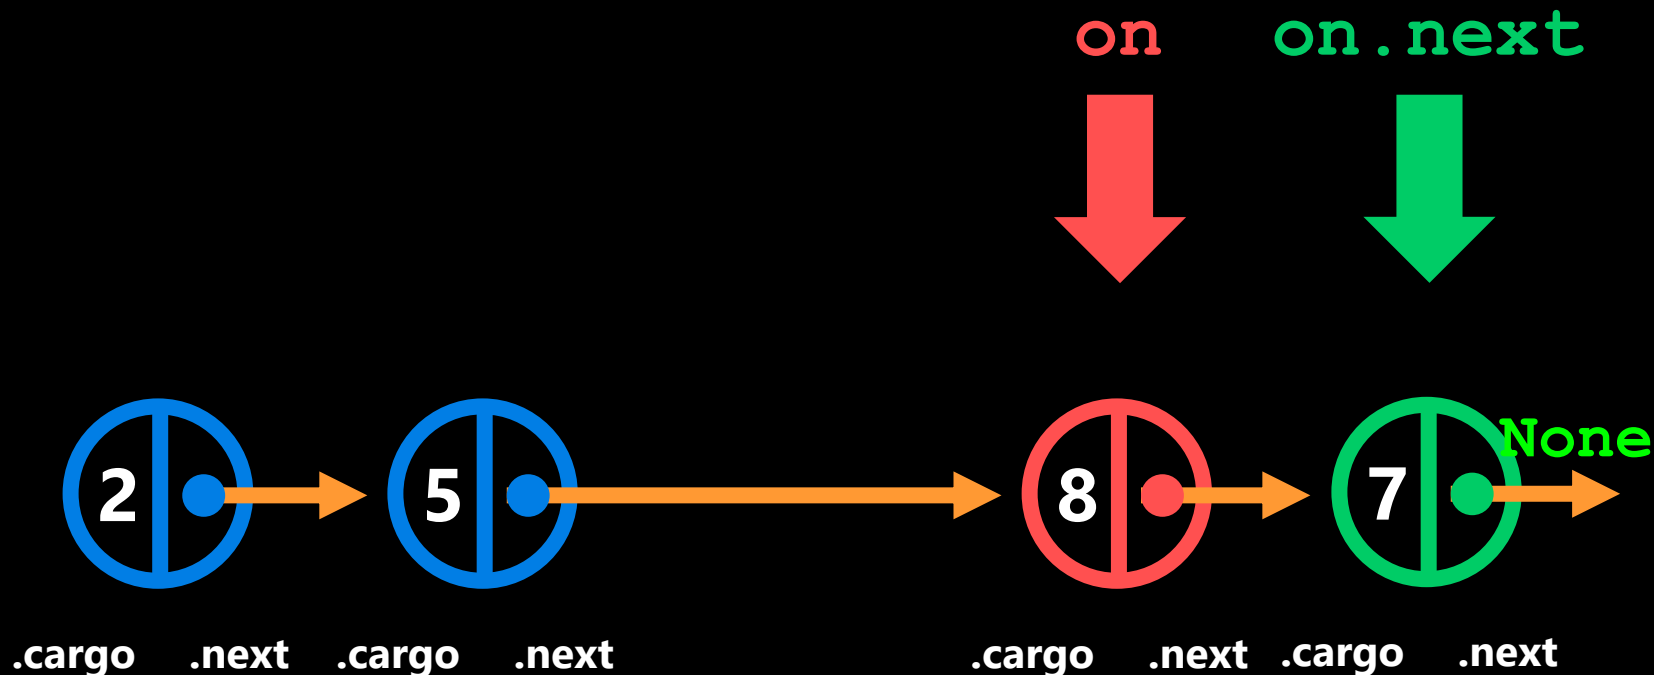 on on.next
None
2 5 8 7
.cargo .next .cargo .next .cargo .next .cargo .next